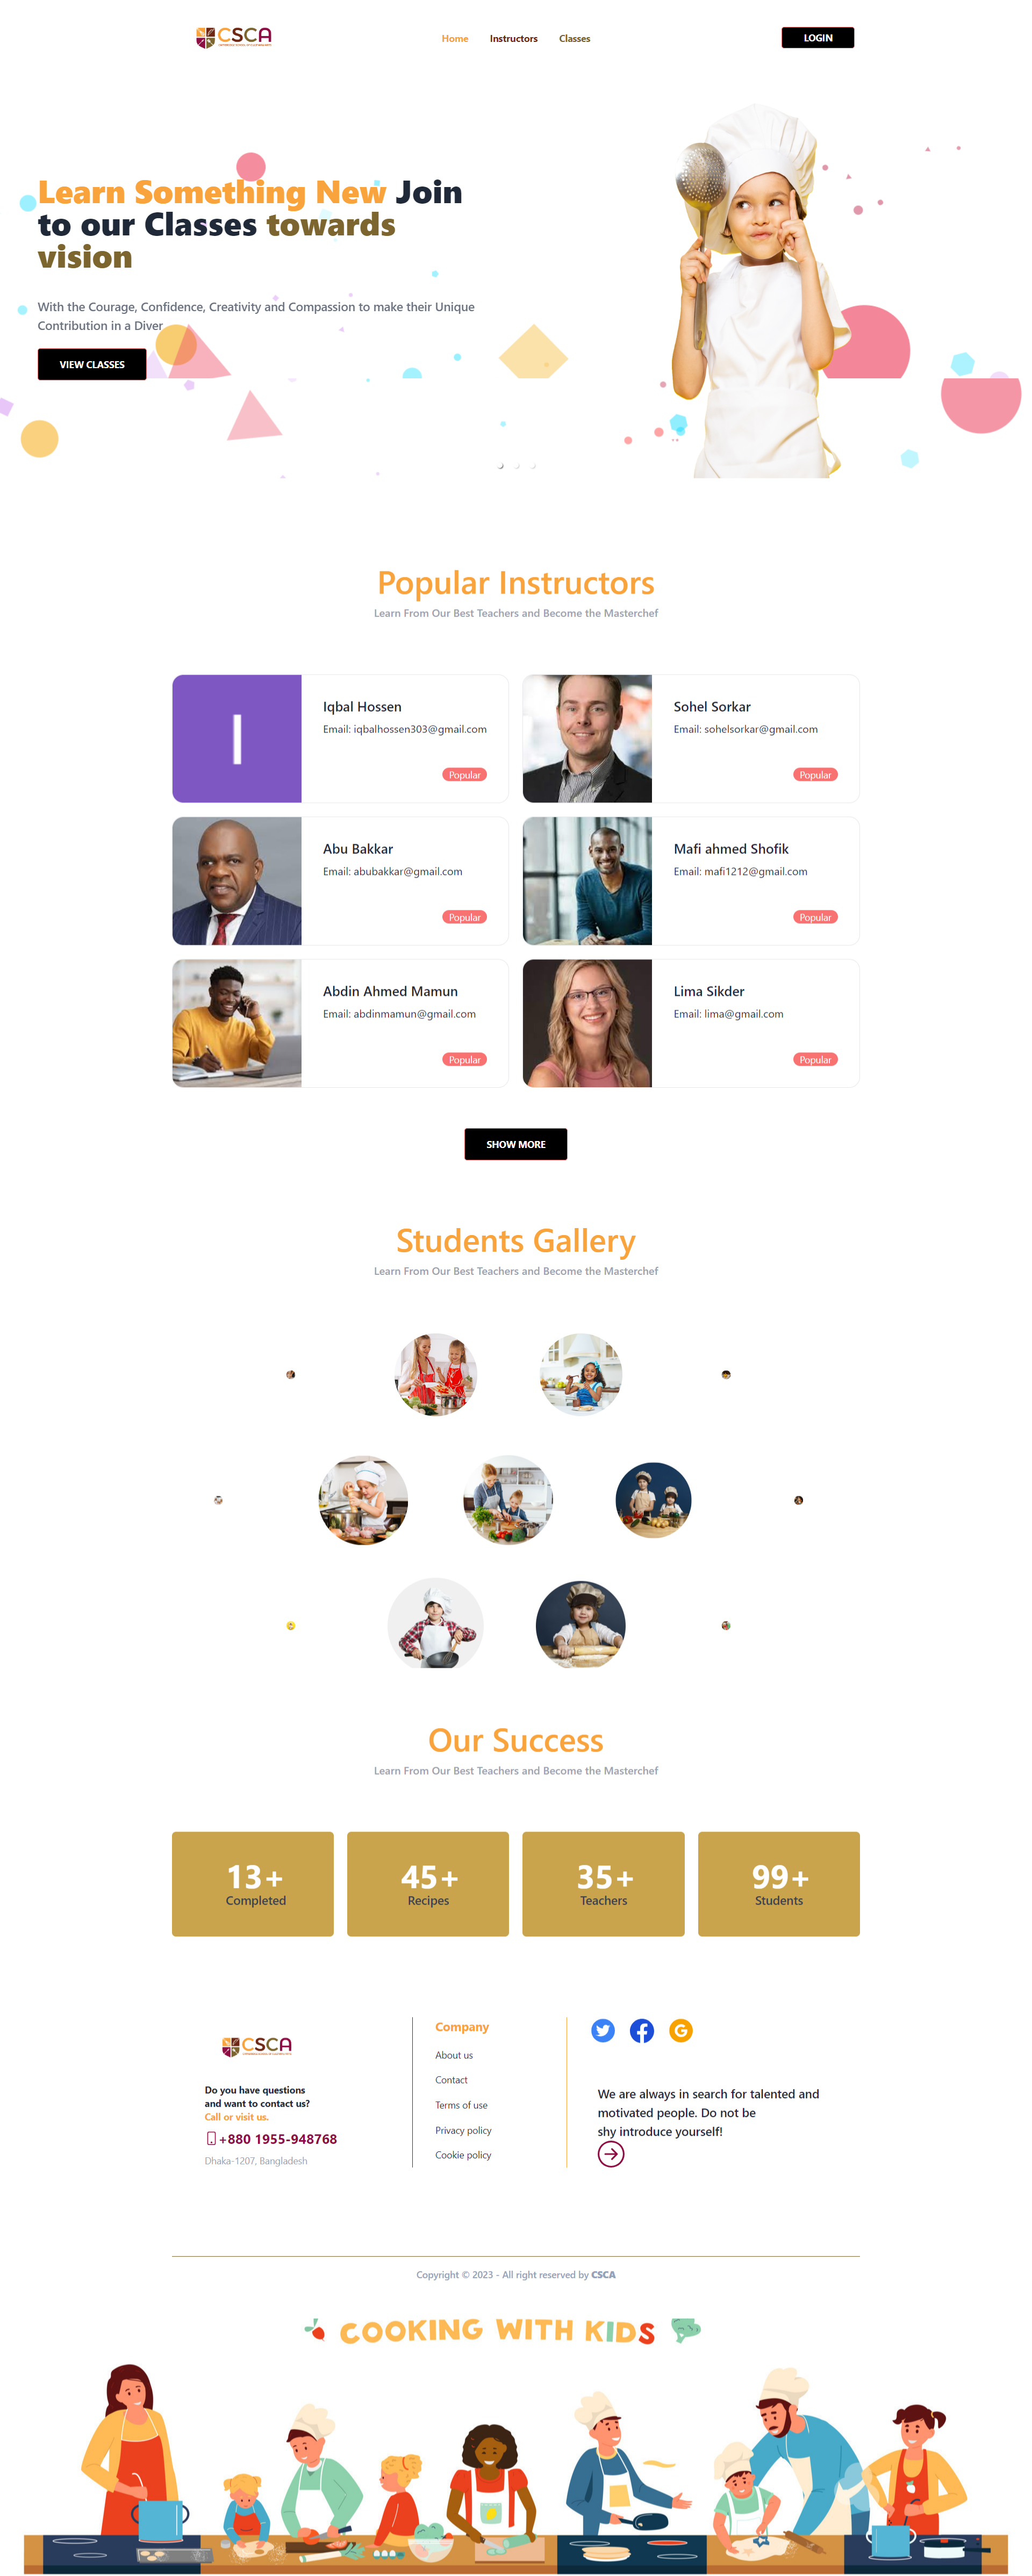 CSCA
Home
Instructors
Classes
LOGIN
Learn Something New Join
to our Classes towards
vision
With the Courage, Confidence, Creativity and Compassion to make their Unique
Contribution in a Diver
VIEW CLASSES
Popular Instructors
Learn From Our Best Teachers and Become the Masterchef
I
Iqbal Hossen
Email: iqbalhossen303@gmail.com
Popular
Sohel Sorkar
Email: sohelsorkar@gmail.com
Popular
Abu Bakkar
Email: abubakkar@gmail.com
Popular
Mafi ahmed Shofik
Email: mafi1212@gmail.com
Popular
Abdin Ahmed Mamun
Email: abdinmamun@gmail.com
Popular
Lima Sikder
Email: lima@gmail.com
Popular
SHOW MORE
Students Gallery
Learn From Our Best Teachers and Become the Masterchef
Our Success
Learn From Our Best Teachers and Become the Masterchef
13+
Completed
45+
Recipes
35+
Teachers
99+
Students
CSCA
Do you have questions
and want to contact us?
Call or visit us.
+880 1955-948768
Dhaka-1207, Bangladesh
Company
About us
Contact
Terms of use
Privacy policy
Cookie policy
We are always in search for talented and
motivated people. Do not be
shy introduce yourself!
Copyright © 2023 - All right reserved by CSCA
COOKING WITH KIDS